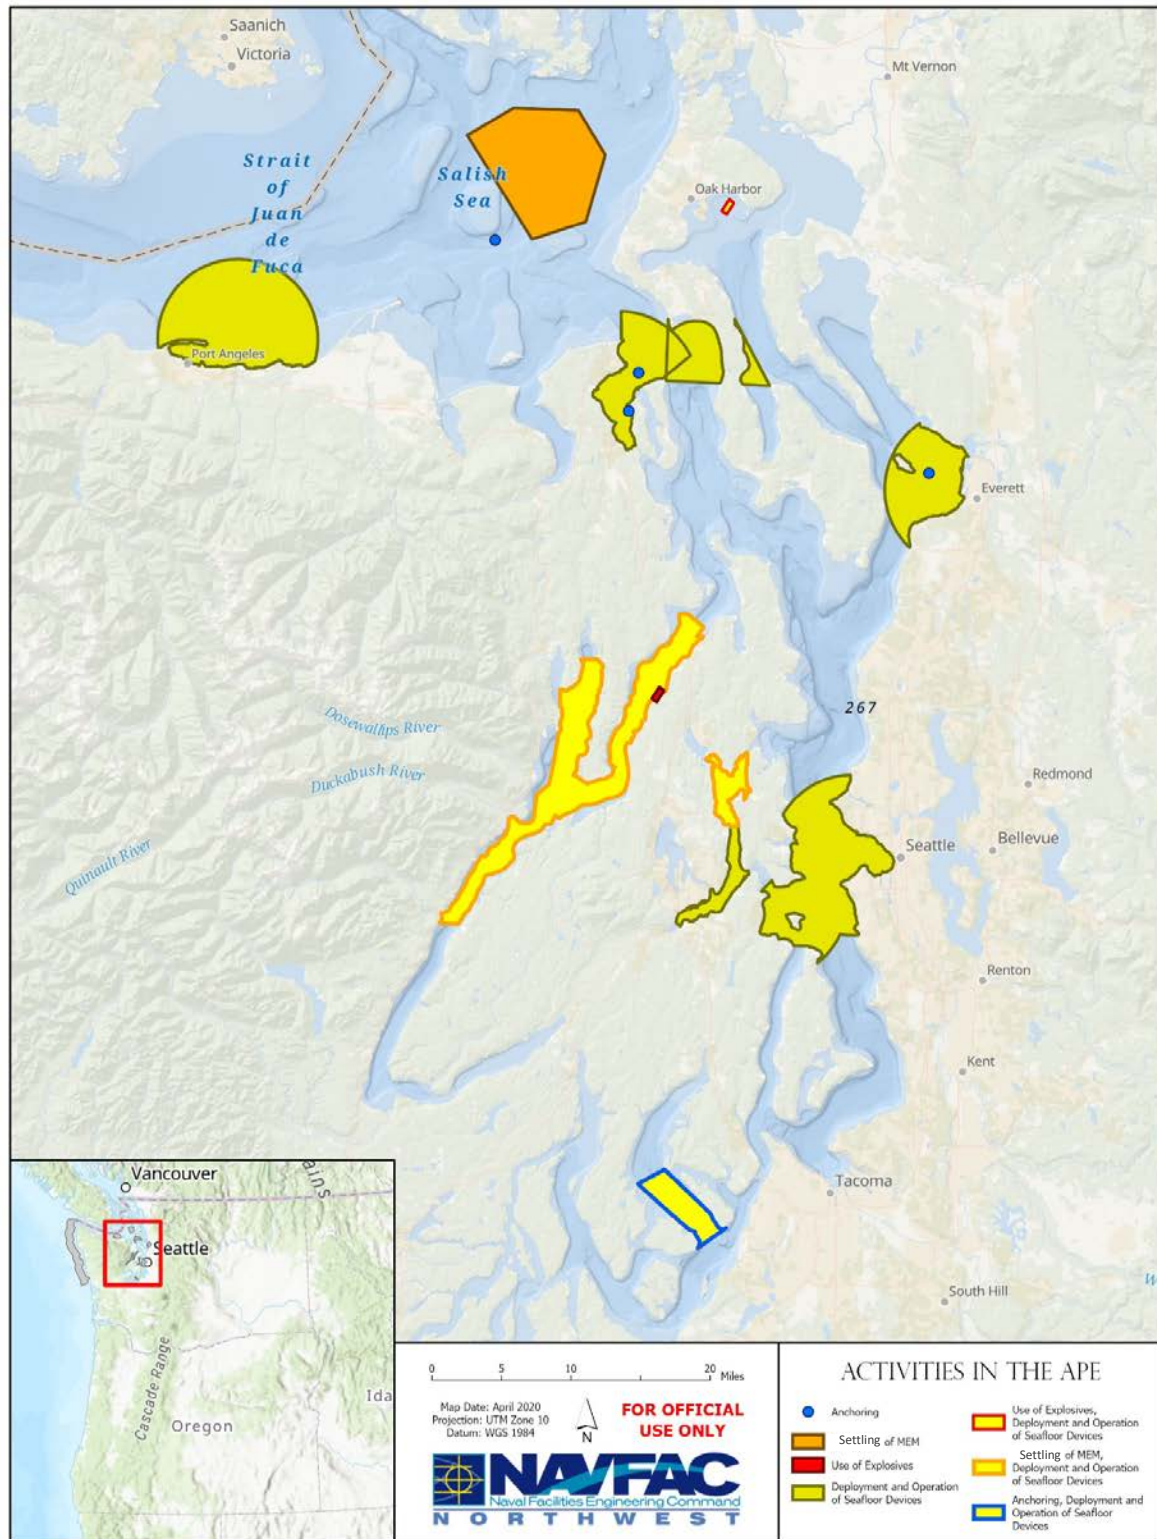 Saanich
Victoria
Mt Vernon
Strait
of
Juan
de
Fuca
Salish
Sea
Oak Harbor
Port Angeles
Everett
Dosewallips River
Duckabush River
267
Redmond
Quinault River
Seattle
Bellevue
Renton
Kent
Tacoma
South Hill
W
Vancouver
ains
Seattle
Cascade Range
Ida
Oregon
0 5 10 20
Miles
Map Date: April 2020
Projection: UTM Zone 10
Datum: WGS 1984
N
FOR OFFICIAL
USE ONLY
NAVFAC
Naval Facilities Engineering Command
NORTHWEST
ACTIVITIES IN THE APE
Anchoring
Settling of MEM
Use of Explosives
Deployment and Operation
of Seafloor Devices
Use of Explosives,
Deployment and Operation
of Seafloor Devices
Settling of MEM,
Deployment and Operation
of Seafloor Devices
Anchoring, Deployment and
Operation of Seafloor
Devices